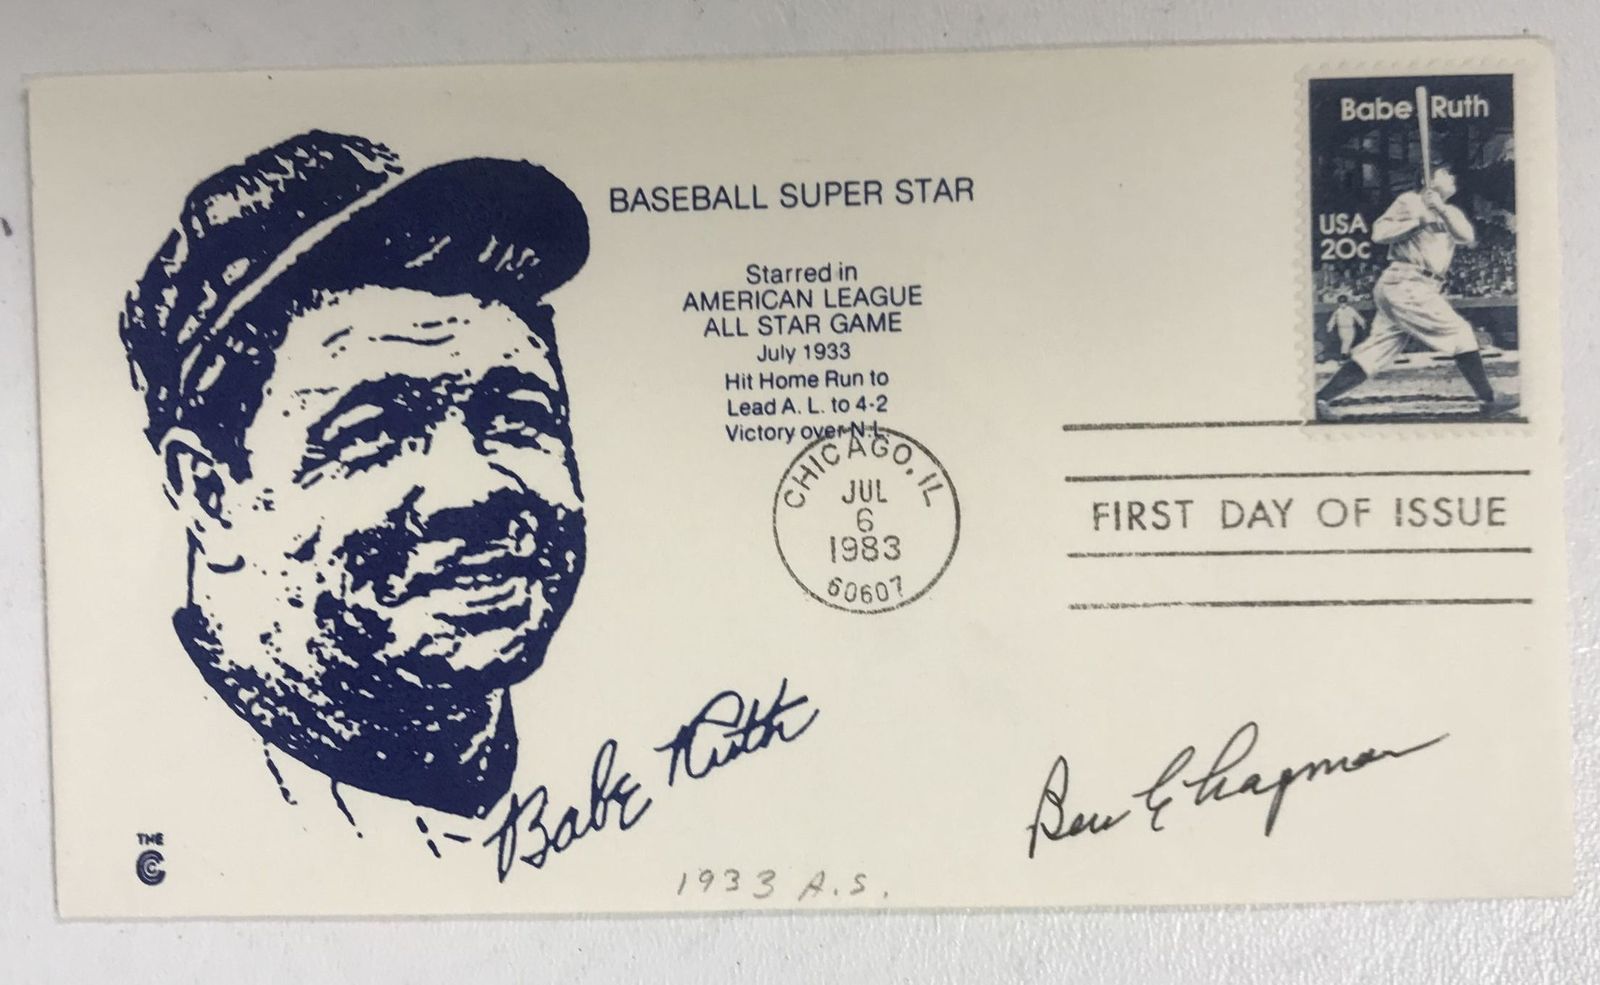 BASEBALL SUPER STAR
Starred in
AMERICAN LEAGUE
ALL STAR GAME
July 1933
Hit Home Run to
Lead A. L. to 4-2
Victory over N.L.
Babe Ruth
USA
20c
CHICAGO, IL
JUL
6
1983
60607
FIRST DAY OF ISSUE
Babe Ruth
Ben Chapman
1933 A.S.
THE
C